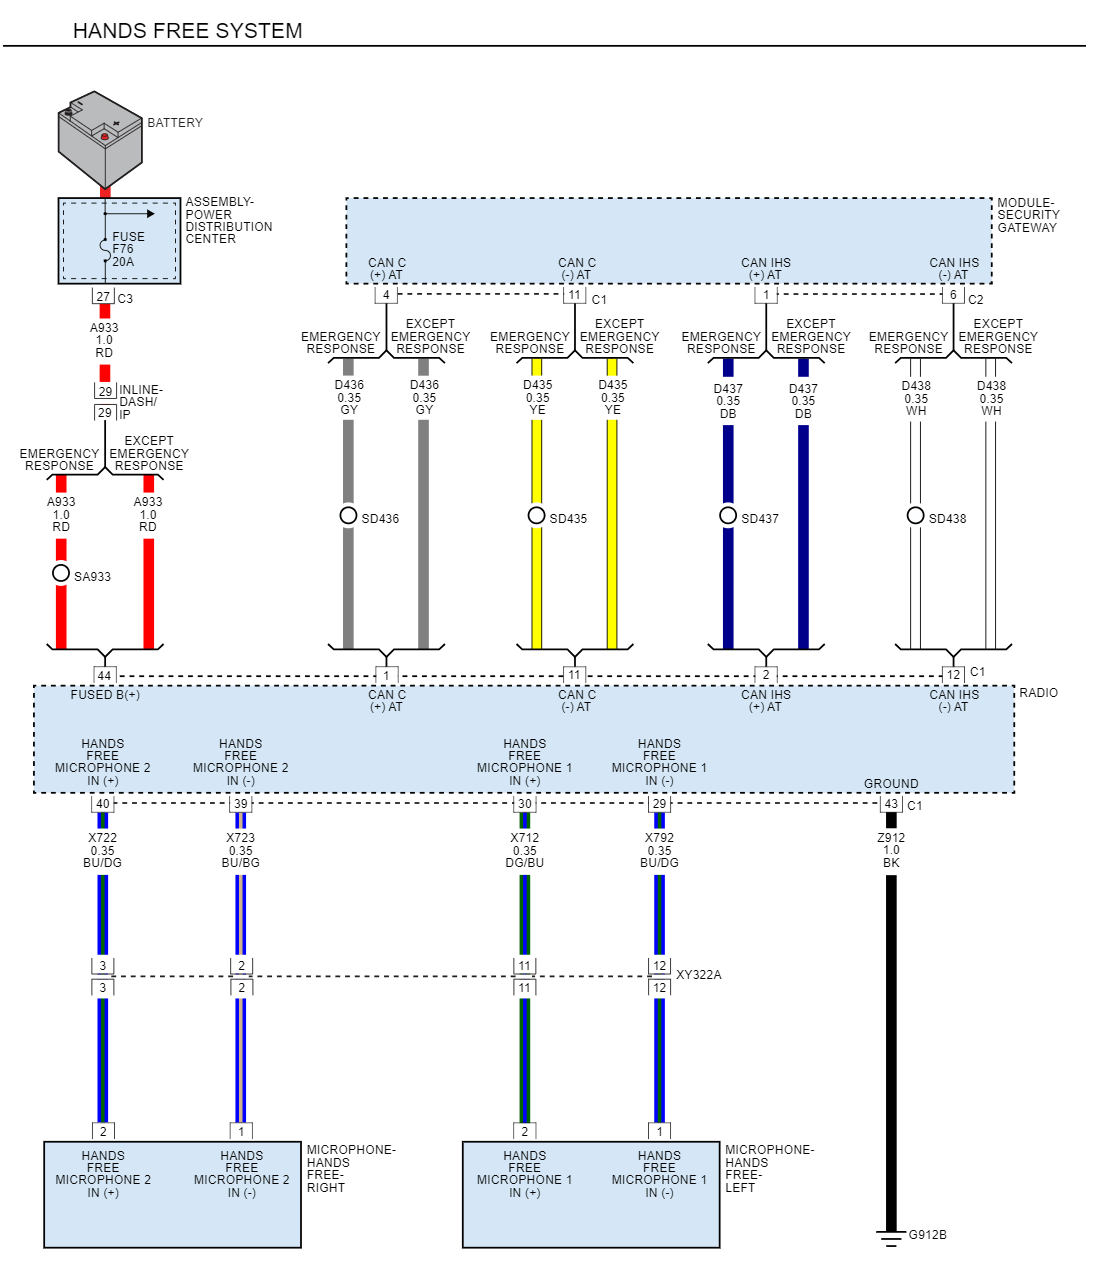 HANDS FREE SYSTEM
BATTERY
ASSEMBLY-
POWER
DISTRIBUTION
CENTER
FUSE
F76
20A
27 C3
A933
1.0
RD
29
29
INLINE-
DASH/
IP
EMERGENCY
RESPONSE
EXCEPT
EMERGENCY
RESPONSE
A933
1.0
RD
A933
1.0
RD
SA933
MODULE-
SECURITY
GATEWAY
CAN C
(+) AT
CAN C
(-) AT
CAN IHS
(+) AT
CAN IHS
(-) AT
4 11 C1 1 6 C2
EMERGENCY
RESPONSE
EXCEPT
EMERGENCY
RESPONSE
EMERGENCY
RESPONSE
EXCEPT
EMERGENCY
RESPONSE
EMERGENCY
RESPONSE
EXCEPT
EMERGENCY
RESPONSE
EMERGENCY
RESPONSE
EXCEPT
EMERGENCY
RESPONSE
D436
0.35
GY
D436
0.35
GY
D435
0.35
YE
D435
0.35
YE
D437
0.35
DB
D437
0.35
DB
D438
0.35
WH
D438
0.35
WH
SD436
SD435
SD437
SD438
44 1 11 2 12 C1
RADIO
FUSED B(+)
CAN C
(+) AT
CAN C
(-) AT
CAN IHS
(+) AT
CAN IHS
(-) AT
HANDS
FREE
MICROPHONE 2
IN (+)
HANDS
FREE
MICROPHONE 2
IN (-)
HANDS
FREE
MICROPHONE 1
IN (+)
HANDS
FREE
MICROPHONE 1
IN (-)
GROUND
40 39 30 29 43 C1
X722
0.35
BU/DG
X723
0.35
BU/BG
X712
0.35
DG/BU
X792
0.35
BU/DG
Z912
1.0
BK
3 2 11 12
XY322A
3 2 11 12
2 1 2 1
HANDS
FREE
MICROPHONE 2
IN (+)
HANDS
FREE
MICROPHONE 2
IN (-)
MICROPHONE-
HANDS
FREE-
RIGHT
HANDS
FREE
MICROPHONE 1
IN (+)
HANDS
FREE
MICROPHONE 1
IN (-)
MICROPHONE-
HANDS
FREE-
LEFT
G912B